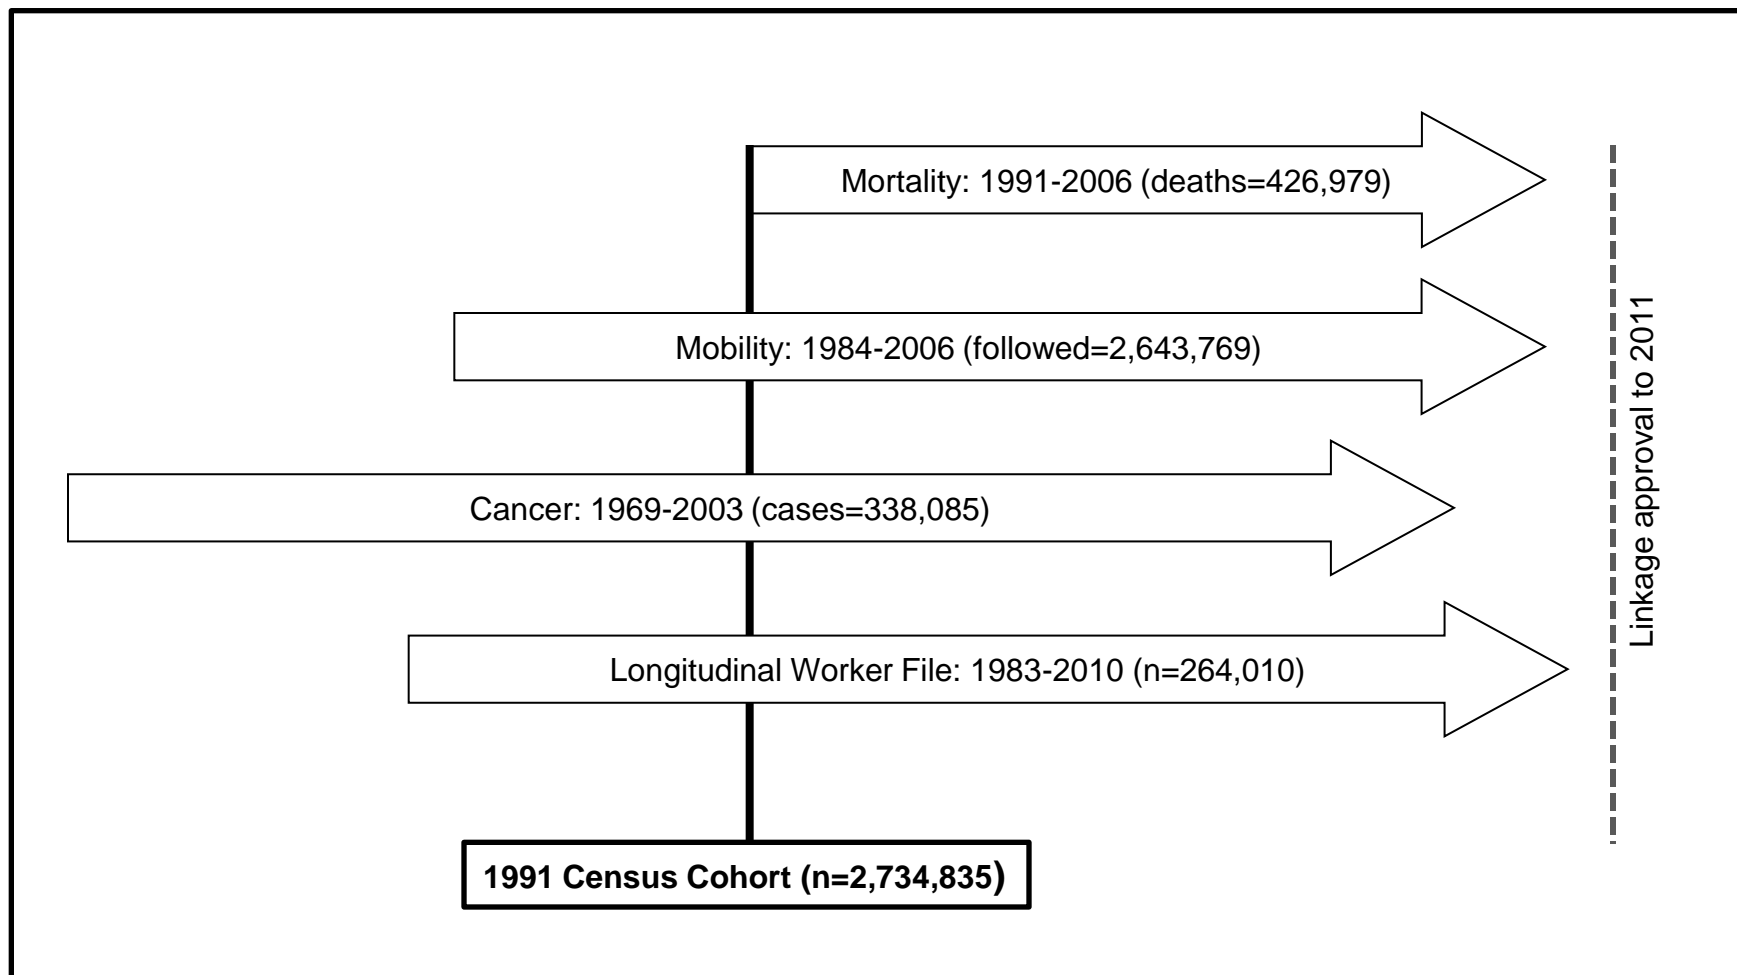 Mortality: 1991-2006 (deaths=426,979)
Mobility: 1984-2006 (followed=2,643,769)
Cancer: 1969-2003 (cases=338,085)
Longitudinal Worker File: 1983-2010 (n=264,010)
Linkage approval to 2011
1991 Census Cohort (n=2,734,835)